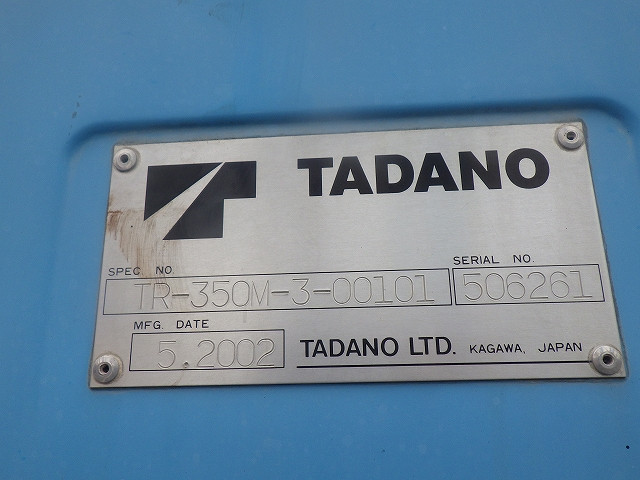 TADANO
SPEC. NO
TR-350M-3-00101
SERIAL NO.
506261
MFG. DATE
5.2002
TADANO LTD. KAGAWA, JAPAN